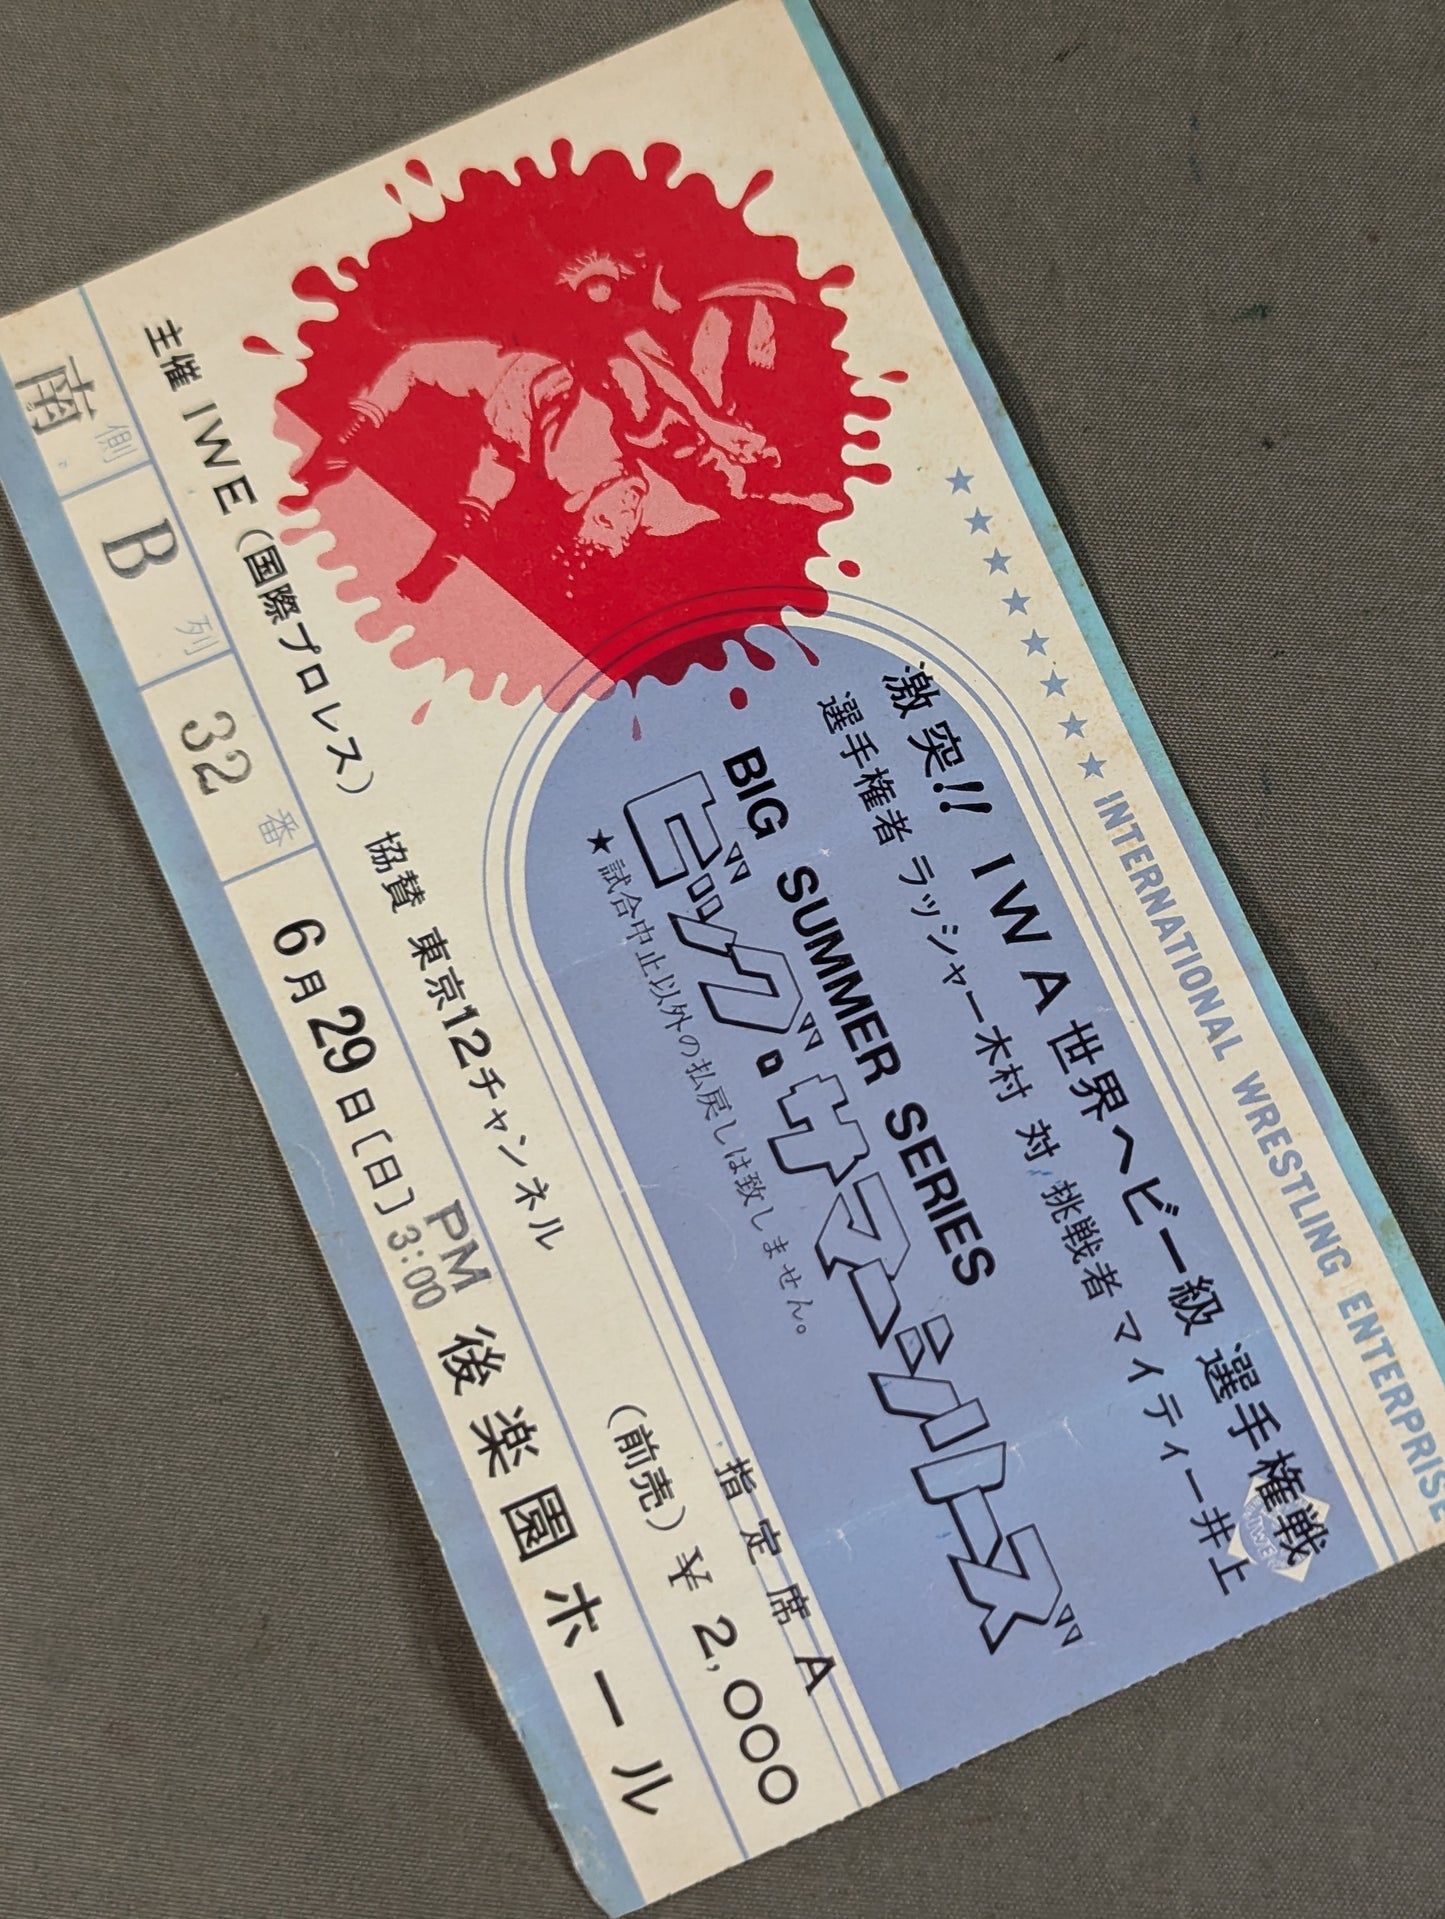 ★★★★★★★★ INTERNATIONAL WRESTLING ENTERPRISE
激突!! IWA世界ヘビー級選手権戦
選手権者 ラッシャー木村 対 挑戦者 マイティー井上
BIG SUMMER SERIES
ビッグ・サマー・シリーズ
★試合中止以外の払戻しは致しません。
指定席A
(前売) ¥2,000
主催 IWE(国際プロレス) 協賛 東京12チャンネル
南側 B列 32番 6月29日〔日〕 PM 3:00 後楽園ホール